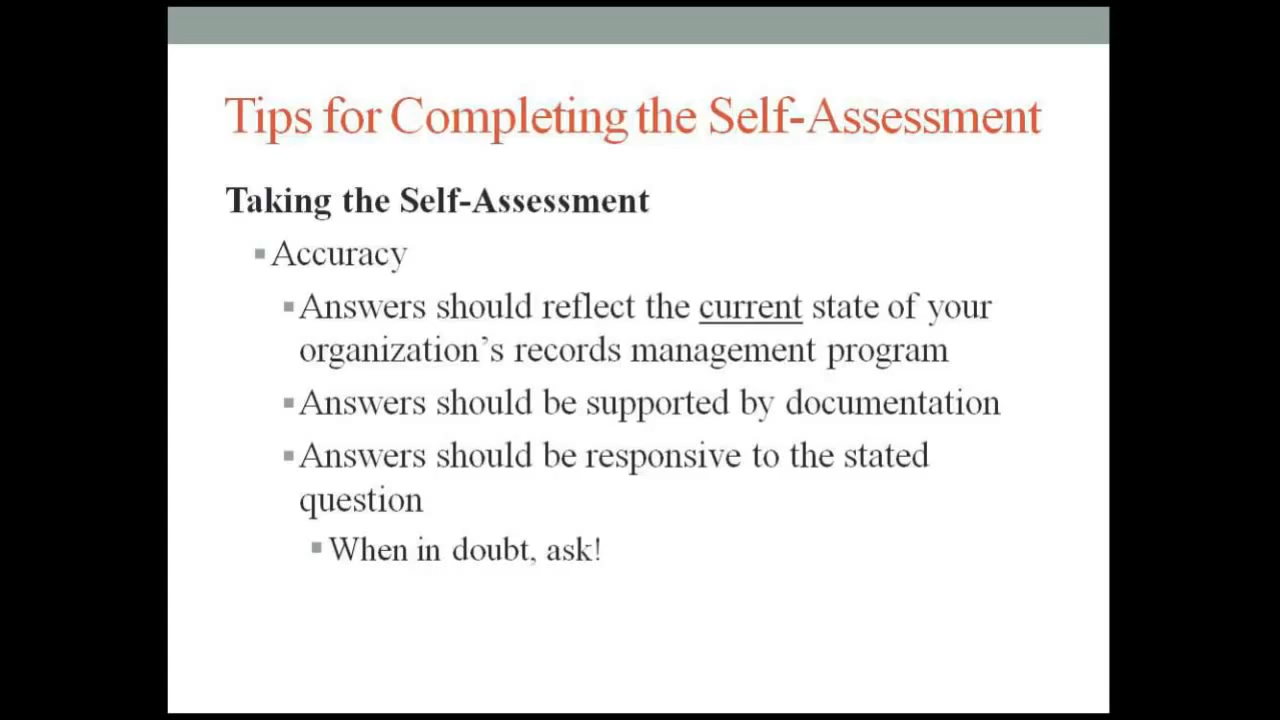 Tips for Completing the Self-Assessment
Taking the Self-Assessment
Accuracy
Answers should reflect the current state of your
organization's records management program
Answers should be supported by documentation
Answers should be responsive to the stated
question
When in doubt, ask!